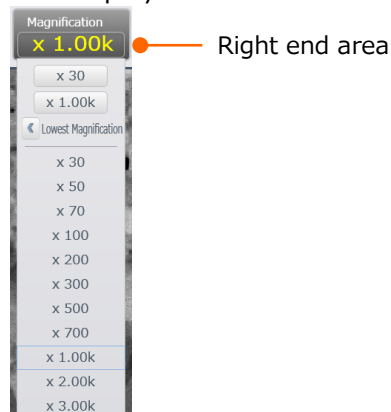 Magnification
x 1.00k
Right end area
x 30
x 1.00k
Lowest Magnification
x 30
x 50
x 70
x 100
x 200
x 300
x 500
x 700
x 1.00k
x 2.00k
x 3.00k